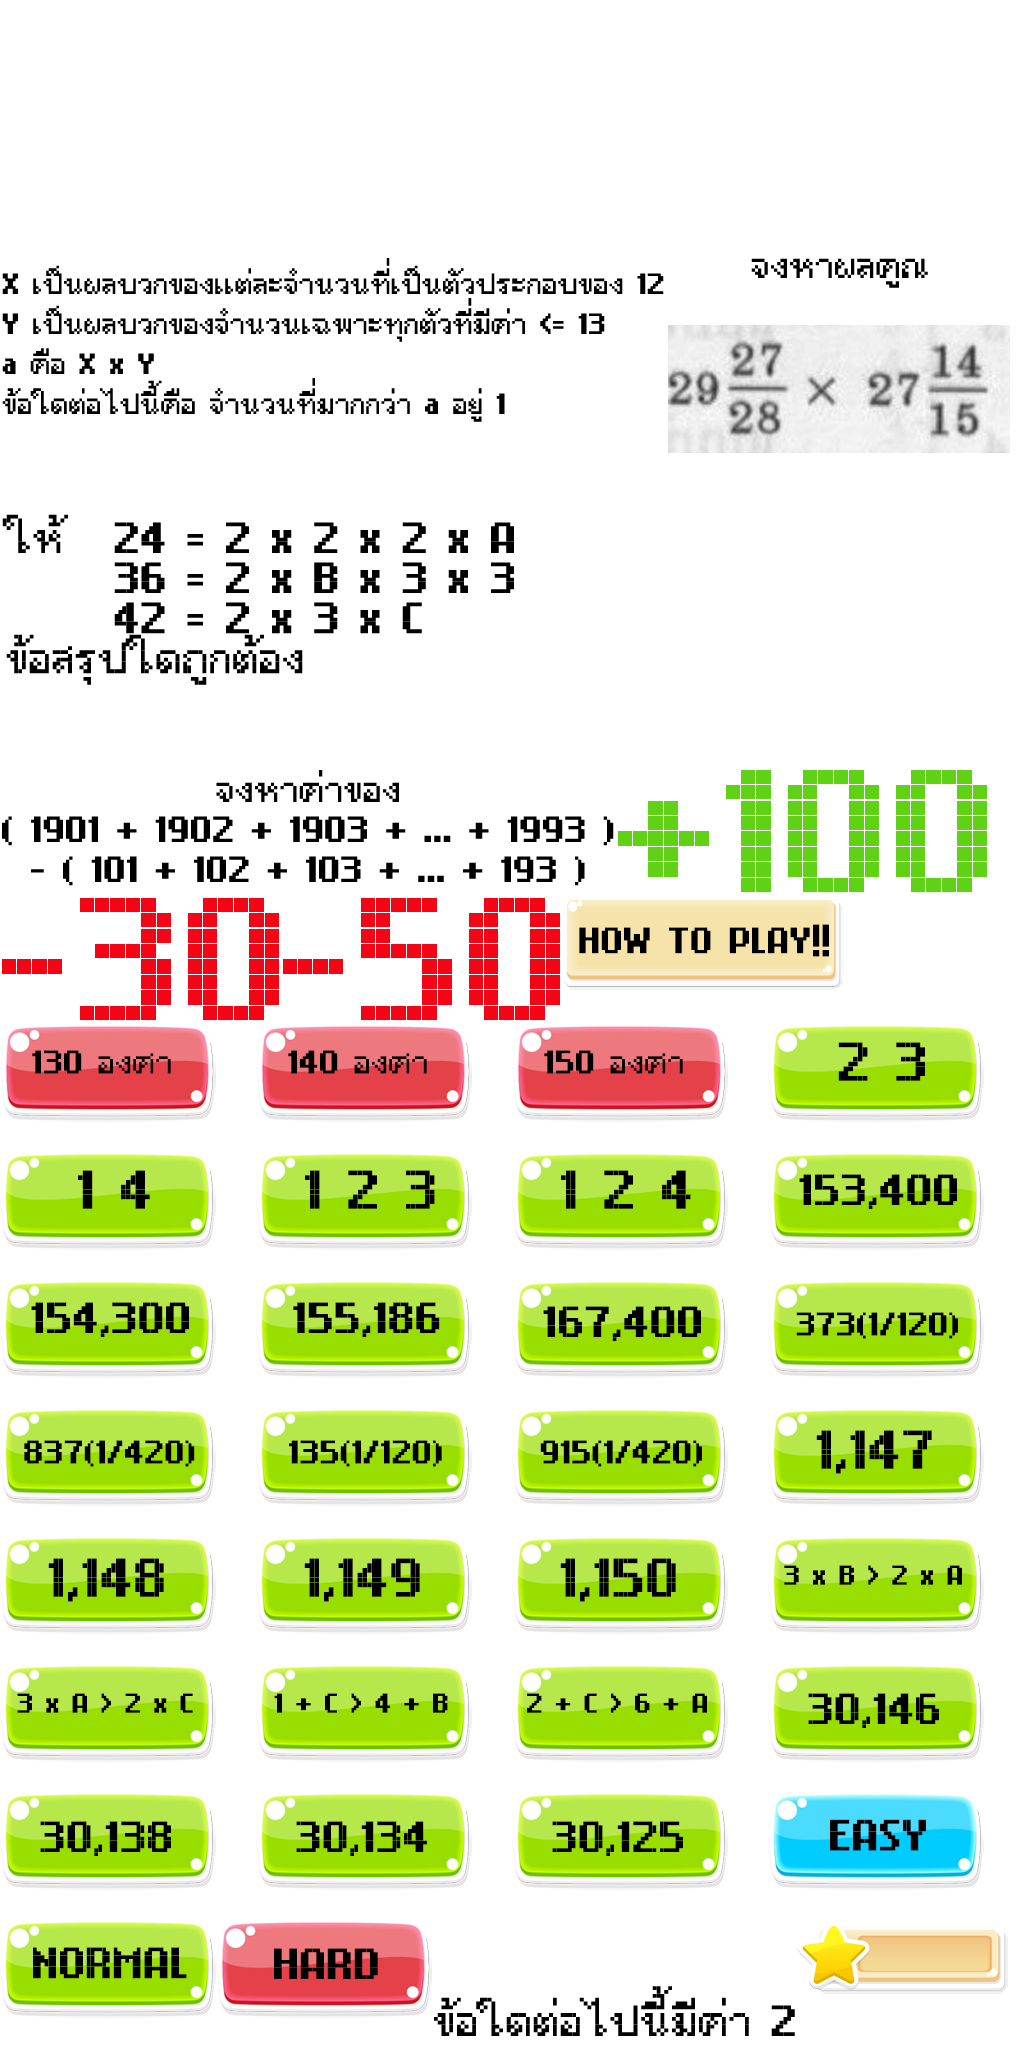 จงหาผลคูณ
X เป็นผลบวกของแต่ละจำนวนที่เป็นตัวประกอบของ 12
Y เป็นผลบวกของจำนวนเฉพาะทุกตัวที่มีค่า <= 13
a คือ X x Y
ข้อใดต่อไปนี้คือ จำนวนที่มากกว่า a อยู่ 1
29 27/28 × 27 14/15
ให้ 24 = 2 x 2 x 2 x A
36 = 2 x B x 3 x 3
42 = 2 x 3 x C
ข้อสรุปใดถูกต้อง
จงหาค่าของ
( 1901 + 1902 + 1903 + ... + 1993 )
- ( 101 + 102 + 103 + ... + 193 )
+100
-30 -50
HOW TO PLAY!!
130 องศา 140 องศา 150 องศา 2 3
1 4 1 2 3 1 2 4 153,400
154,300 155,186 167,400 373(1/120)
837(1/420) 135(1/120) 915(1/420) 1,147
1,148 1,149 1,150 3 x B > 2 x A
3 x A > 2 x C 1 + C > 4 + B 2 + C > 6 + A 30,146
30,138 30,134 30,125 EASY
NORMAL HARD
ข้อใดต่อไปนี้มีค่า 2